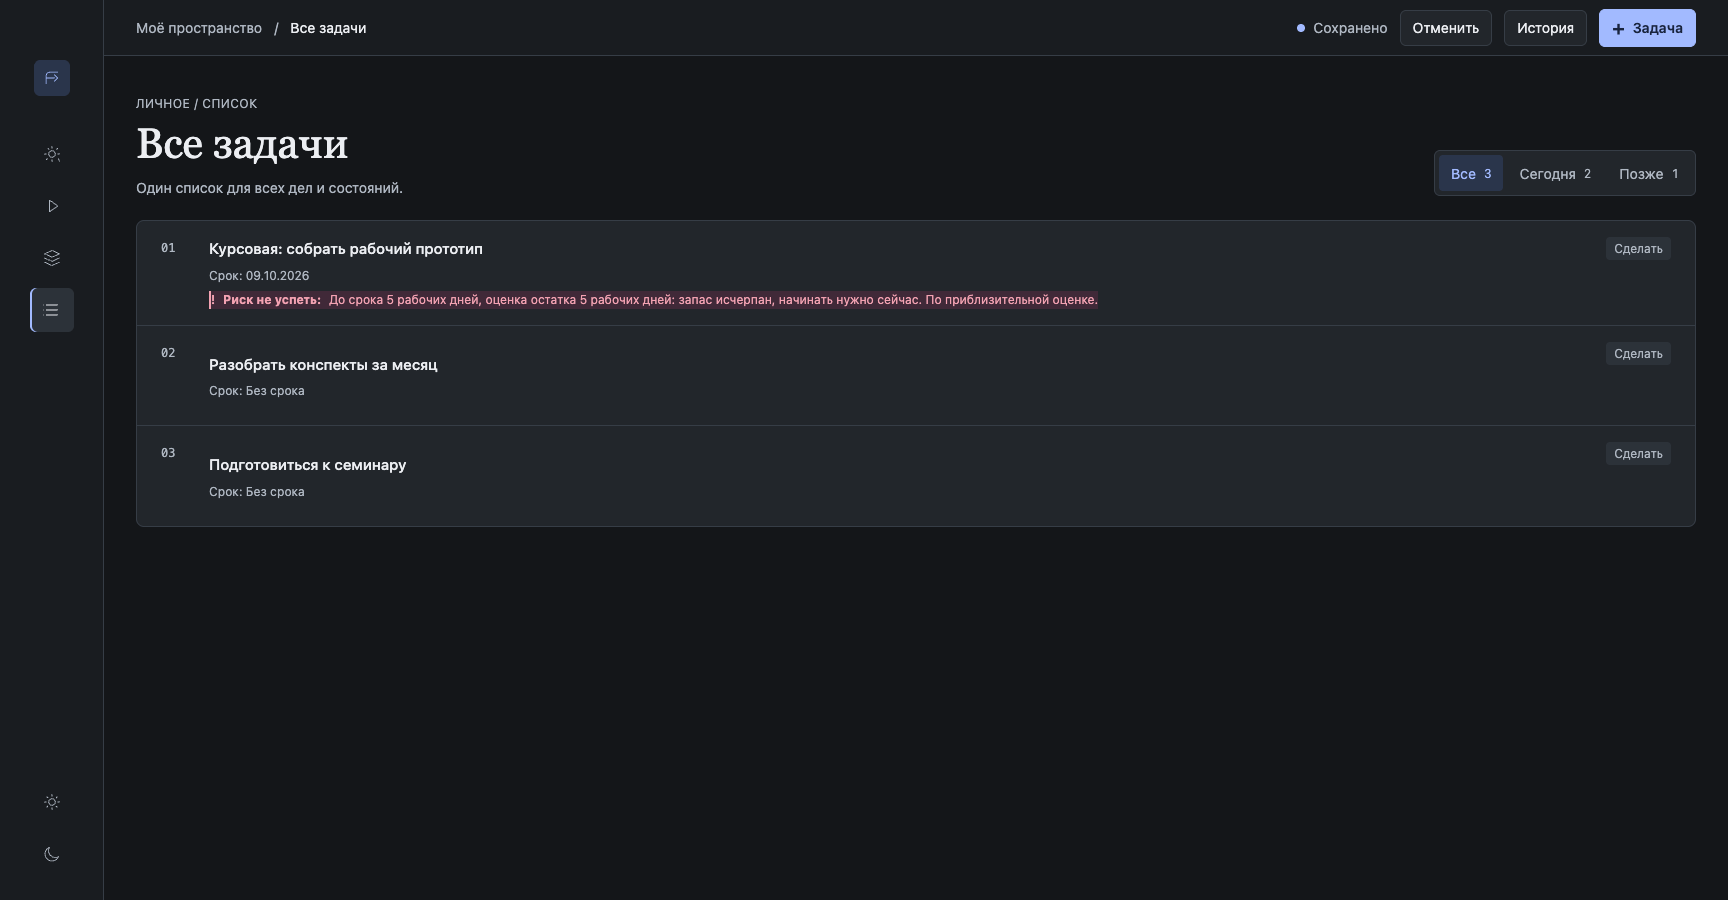 Моё пространство / Все задачи
Сохранено
Отменить
История
+ Задача
ЛИЧНОЕ / СПИСОК
Все задачи
Один список для всех дел и состояний.
Все 3
Сегодня 2
Позже 1
01
Курсовая: собрать рабочий прототип
Сделать
Срок: 09.10.2026
! Риск не успеть: До срока 5 рабочих дней, оценка остатка 5 рабочих дней: запас исчерпан, начинать нужно сейчас. По приблизительной оценке.
02
Разобрать конспекты за месяц
Сделать
Срок: Без срока
03
Подготовиться к семинару
Сделать
Срок: Без срока